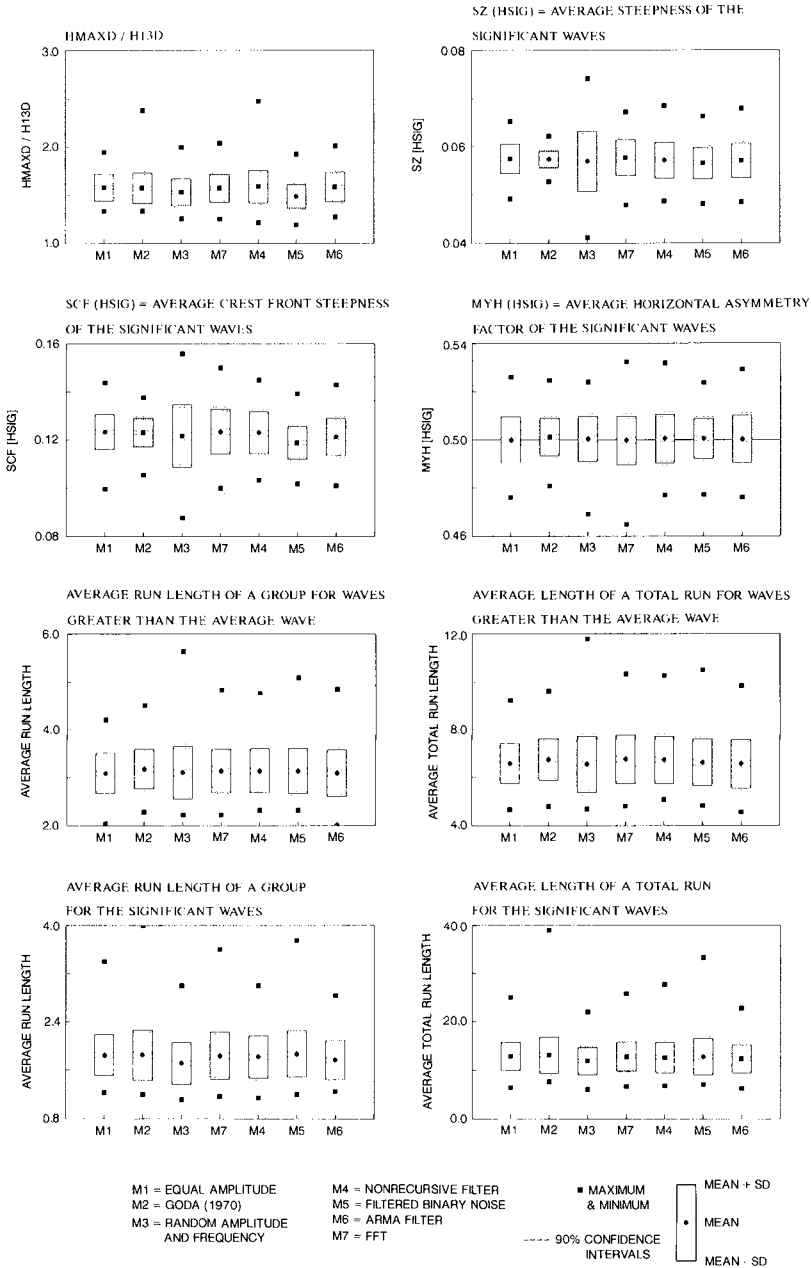 HMAXD / H13D
3.0
2.0
1.0
HMAXD / H13D
M1 M2 M3 M7 M4 M5 M6
SZ (HSIG) = AVERAGE STEEPNESS OF THE
SIGNIFICANT WAVES
0.08
0.06
0.04
SZ [HSIG]
M1 M2 M3 M7 M4 M5 M6
SCF (HSIG) = AVERAGE CREST FRONT STEEPNESS
OF THE SIGNIFICANT WAVES
0.16
0.12
0.08
SCF [HSIG]
M1 M2 M3 M7 M4 M5 M6
MYH (HSIG) = AVERAGE HORIZONTAL ASYMMETRY
FACTOR OF THE SIGNIFICANT WAVES
0.54
0.50
0.46
MYH [HSIG]
M1 M2 M3 M7 M4 M5 M6
AVERAGE RUN LENGTH OF A GROUP FOR WAVES
GREATER THAN THE AVERAGE WAVE
6.0
4.0
2.0
AVERAGE RUN LENGTH
M1 M2 M3 M7 M4 M5 M6
AVERAGE LENGTH OF A TOTAL RUN FOR WAVES
GREATER THAN THE AVERAGE WAVE
12.0
8.0
4.0
AVERAGE TOTAL RUN LENGTH
M1 M2 M3 M7 M4 M5 M6
AVERAGE RUN LENGTH OF A GROUP
FOR THE SIGNIFICANT WAVES
4.0
2.4
0.8
AVERAGE RUN LENGTH
M1 M2 M3 M7 M4 M5 M6
AVERAGE LENGTH OF A TOTAL RUN
FOR THE SIGNIFICANT WAVES
40.0
20.0
0.0
AVERAGE TOTAL RUN LENGTH
M1 M2 M3 M7 M4 M5 M6
M1 = EQUAL AMPLITUDE
M2 = GODA (1970)
M3 = RANDOM AMPLITUDE
AND FREQUENCY
M4 = NONRECURSIVE FILTER
M5 = FILTERED BINARY NOISE
M6 = ARMA FILTER
M7 = FFT
MAXIMUM
& MINIMUM
90% CONFIDENCE
INTERVALS
MEAN + SD
MEAN
MEAN - SD